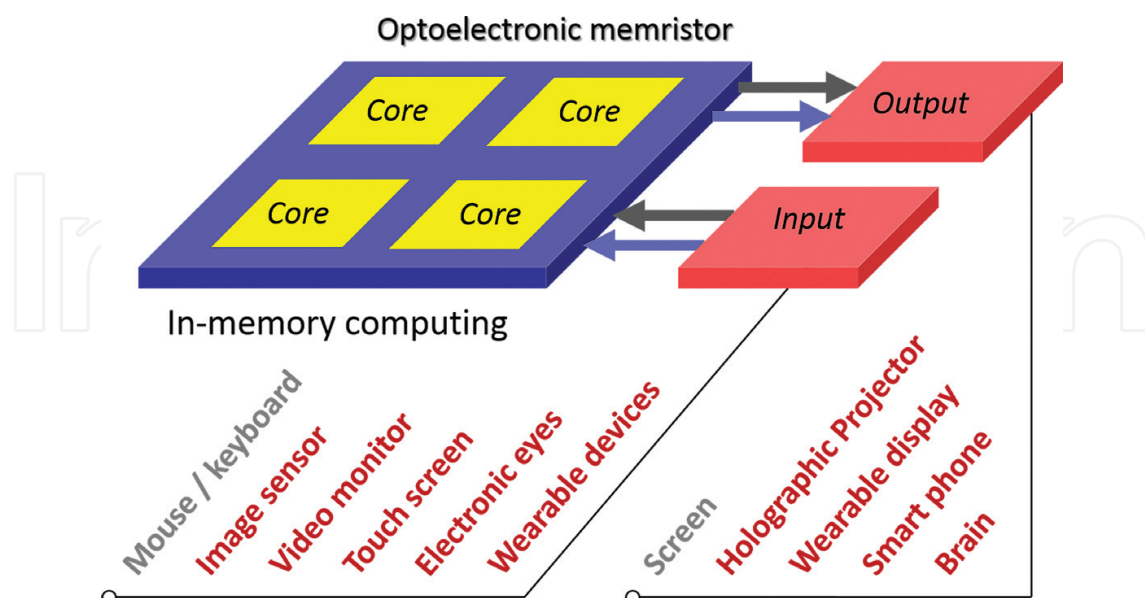 Optoelectronic memristor
Core
Core
Output
Core
Core
Input
In-memory computing
Mouse / keyboard
Image sensor
Video monitor
Touch screen
Electronic eyes
Wearable devices
Screen
Holographic Projector
Wearable display
Smart phone
Brain